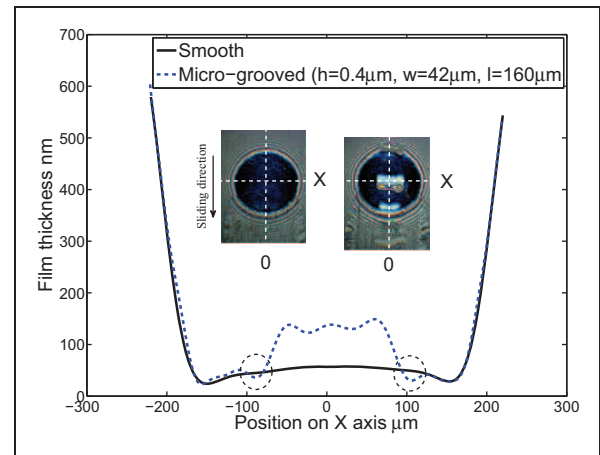 700
600
500
400
300
200
100
0
Film thickness nm
Smooth
Micro-grooved (h=0.4μm, w=42μm, l=160μm
Sliding direction
X
X
0
0
−300
−200
−100
0
100
200
300
Position on X axis μm